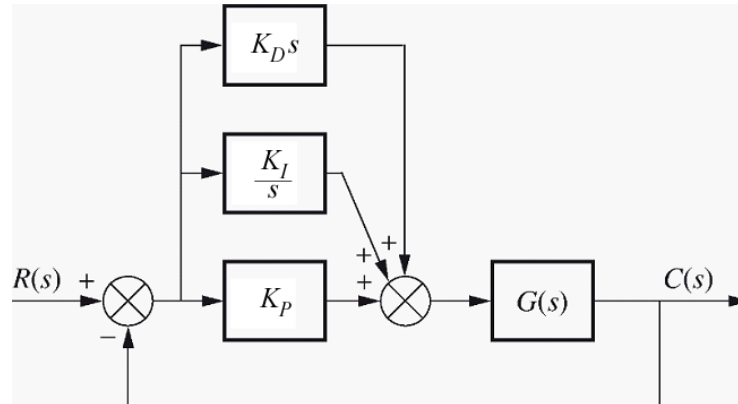 K_D s
K_I
s
R(s) + + + +
K_P
G(s)
C(s)
−